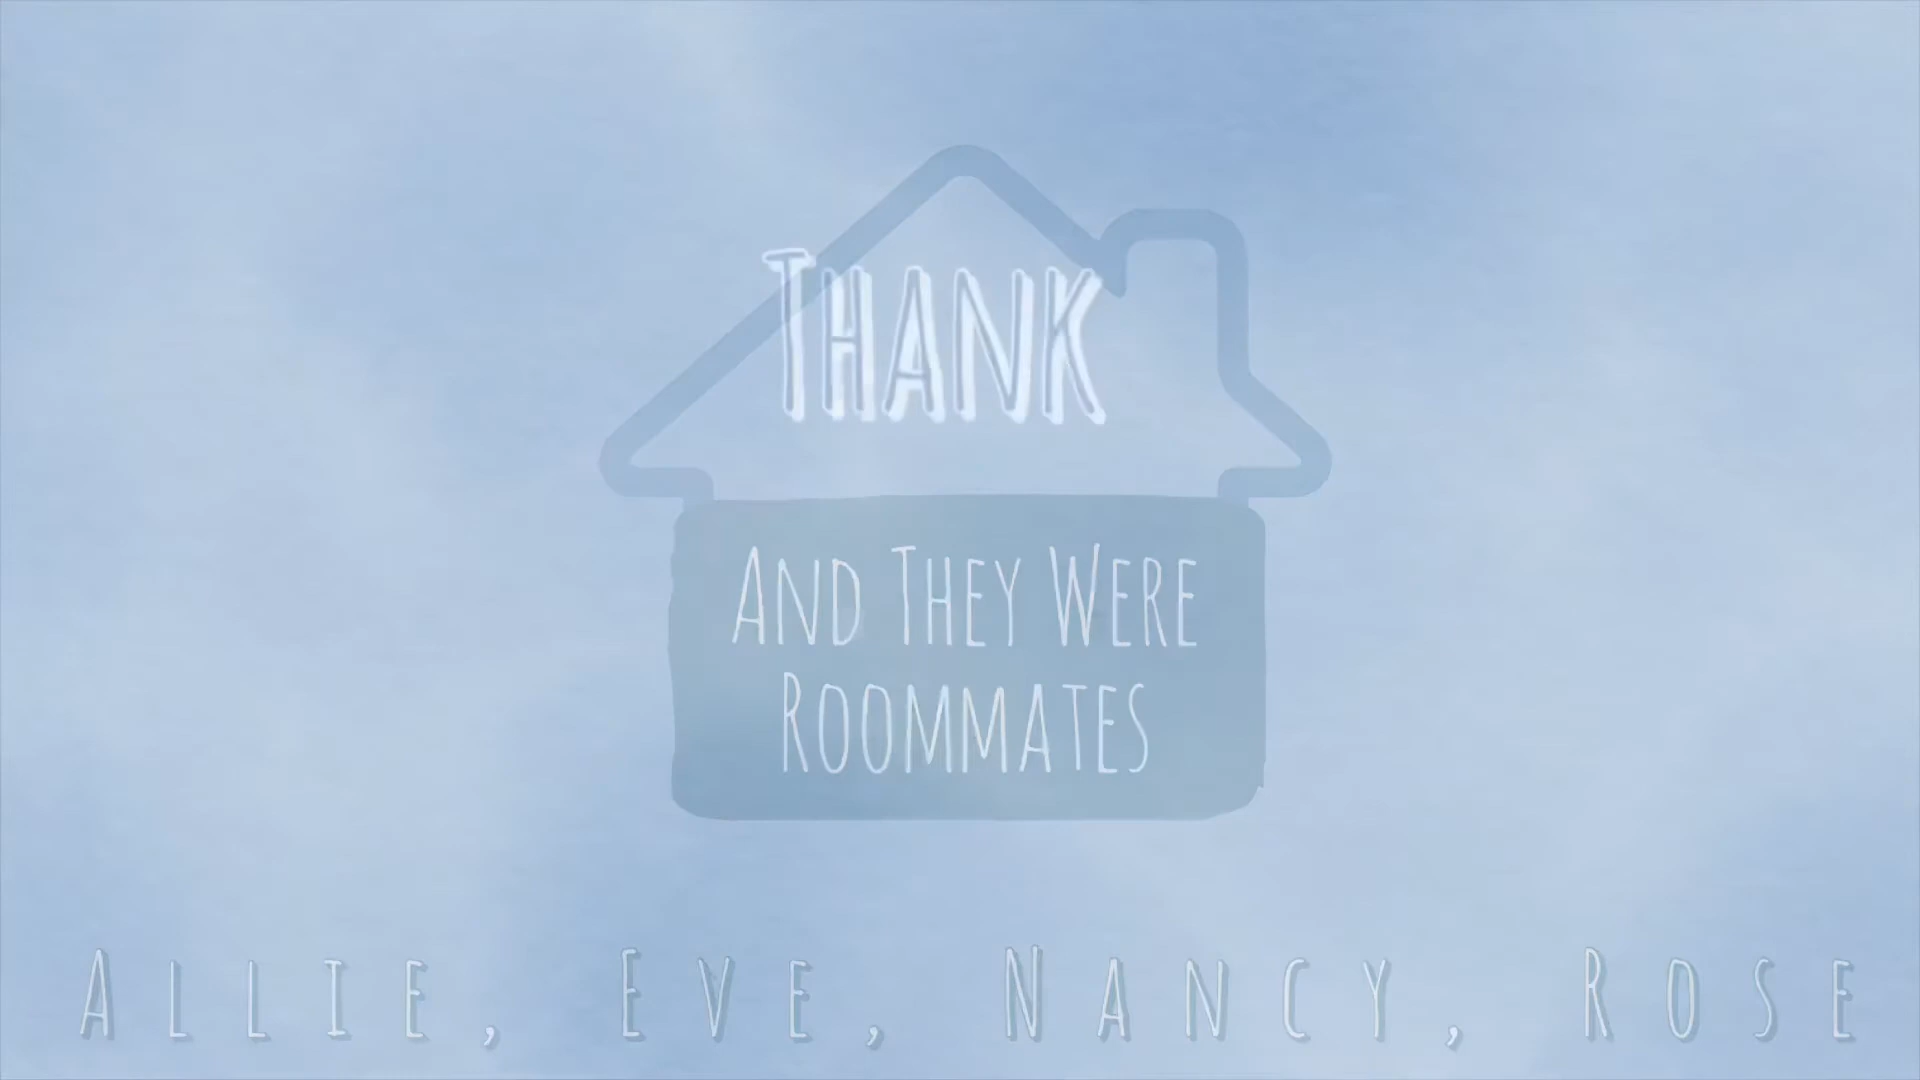 Thank
And They Were
Roommates
Allie, Eve, Nancy, Rose